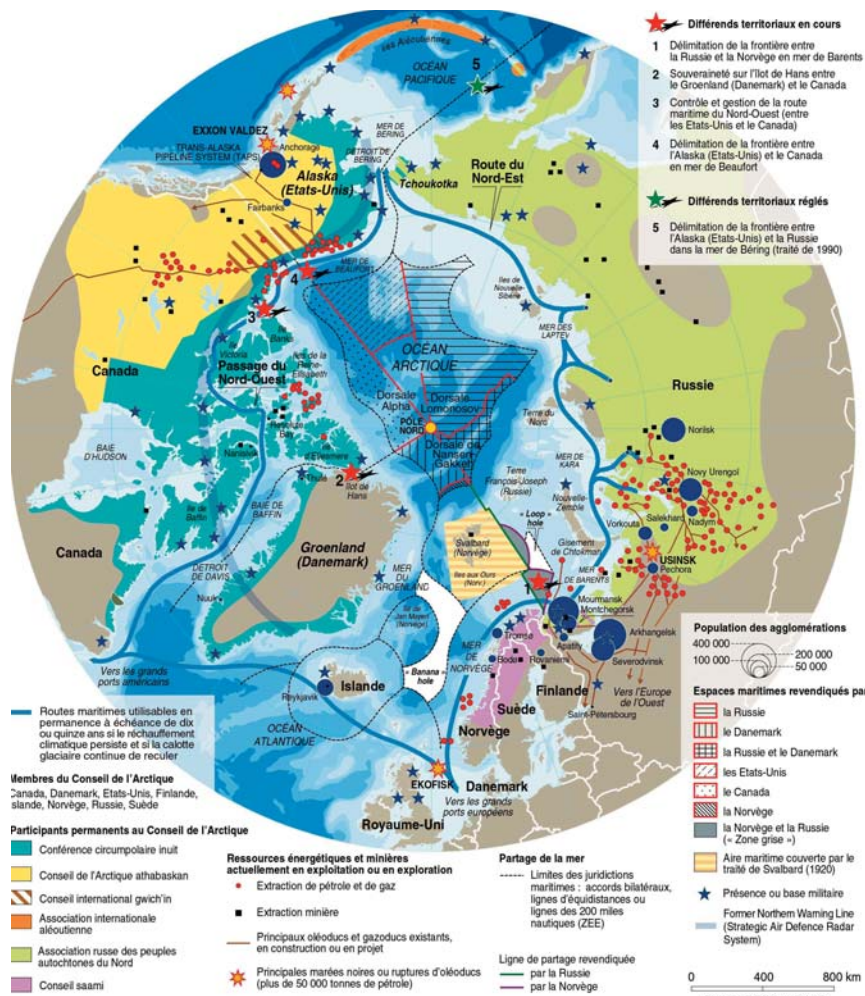 Différends territoriaux en cours
1 Délimitation de la frontière entre
la Russie et la Norvège en mer de Barents
2 Souveraineté sur l'îlot de Hans entre
le Groenland (Danemark) et le Canada
3 Contrôle et gestion de la route
maritime du Nord-Ouest (entre
les Etats-Unis et le Canada)
4 Délimitation de la frontière entre
l'Alaska (Etats-Unis) et le Canada
en mer de Beaufort
Différends territoriaux réglés
5 Délimitation de la frontière entre
l'Alaska (Etats-Unis) et la Russie
dans la mer de Béring (traité de 1990)
Iles Aléoutiennes
OCÉAN
PACIFIQUE
5
EXXON VALDEZ
TRANS-ALASKA
PIPELINE SYSTEM (TAPS)
Anchorage
MER DE
BÉRING
DÉTROIT DE
BÉRING
Alaska
(Etats-Unis)
Fairbanks
Tchoukotka
Route du
Nord-Est
MER DE
BEAUFORT
4
3
Iles de
Nouvelle-
Sibérie
MER DES
LAPTEV
Ile
Victoria
Ile
Banks
Iles de la
Reine-
Elisabeth
Passage du
Nord-Ouest
Canada
OCÉAN
ARCTIQUE
Dorsale
Alpha
Dorsale
Lomonosov
PÔLE
NORD
Dorsale de
Nansen-
Gakkel
Russie
Terre du
Nord
Norilsk
BAIE
D'HUDSON
Resolute
Bay
Nanisivik
Ile
d'Ellesmere
Thulé
2
Ilot de
Hans
MER DE
KARA
Terre
François-Joseph
(Russie)
Nouvelle-
Zemble
Novy Urengoï
Salekhard
Nadym
Vorkouta
USINSK
Pechora
Ile de
Baffin
BAIE DE
BAFFIN
Canada
Groenland
(Danemark)
« Loop »
hole
Svalbard
(Norvège)
Gisement
de Chtokman
Iles aux Ours
(Norv.)
1
MER
DE BARENTS
MER
DU
GROENLAND
DÉTROIT
DE DAVIS
Nuuk
Ile de
Jan Mayen
(Norvège)
Mourmansk
Montchegorsk
Apatity
Arkhangelsk
Severodvinsk
Tromsø
Bodø
Rovaniemi
MER
DE
NORVÈGE
« Banana »
hole
Vers les grands
ports américains
Reykjavik
Islande
Finlande
Suède
Norvège
Saint-Petersbourg
Vers l'Europe
de l'Ouest
OCÉAN
ATLANTIQUE
EKOFISK
Danemark
Vers les grands
ports européens
Royaume-Uni
Routes maritimes utilisables en
permanence à échéance de dix
ou quinze ans si le réchauffement
climatique persiste et si la calotte
glaciaire continue de reculer
Membres du Conseil de l'Arctique
Canada, Danemark, Etats-Unis, Finlande,
Islande, Norvège, Russie, Suède
Participants permanents au Conseil de l'Arctique
Conférence circumpolaire inuit
Conseil de l'Arctique athabaskan
Conseil international gwich'in
Association internationale
aléoutienne
Association russe des peuples
autochtones du Nord
Conseil saami
Ressources énergétiques et minières
actuellement en exploitation ou en exploration
Extraction de pétrole et de gaz
Extraction minière
Principaux oléoducs et gazoducs existants,
en construction ou en projet
Principales marées noires ou ruptures d'oléoducs
(plus de 50 000 tonnes de pétrole)
Partage de la mer
Limites des juridictions
maritimes : accords bilatéraux,
lignes d'équidistances ou
lignes des 200 miles
nautiques (ZEE)
Ligne de partage revendiquée
par la Russie
par la Norvège
Population des agglomérations
400 000
100 000
200 000
50 000
Espaces maritimes revendiqués par
la Russie
le Danemark
la Russie et le Danemark
les Etats-Unis
le Canada
la Norvège
la Norvège et la Russie
(« Zone grise »)
Aire maritime couverte par le
traité de Svalbard (1920)
Présence ou base militaire
Former Northern Warning Line
(Strategic Air Defence Radar
System)
0 400 800 km